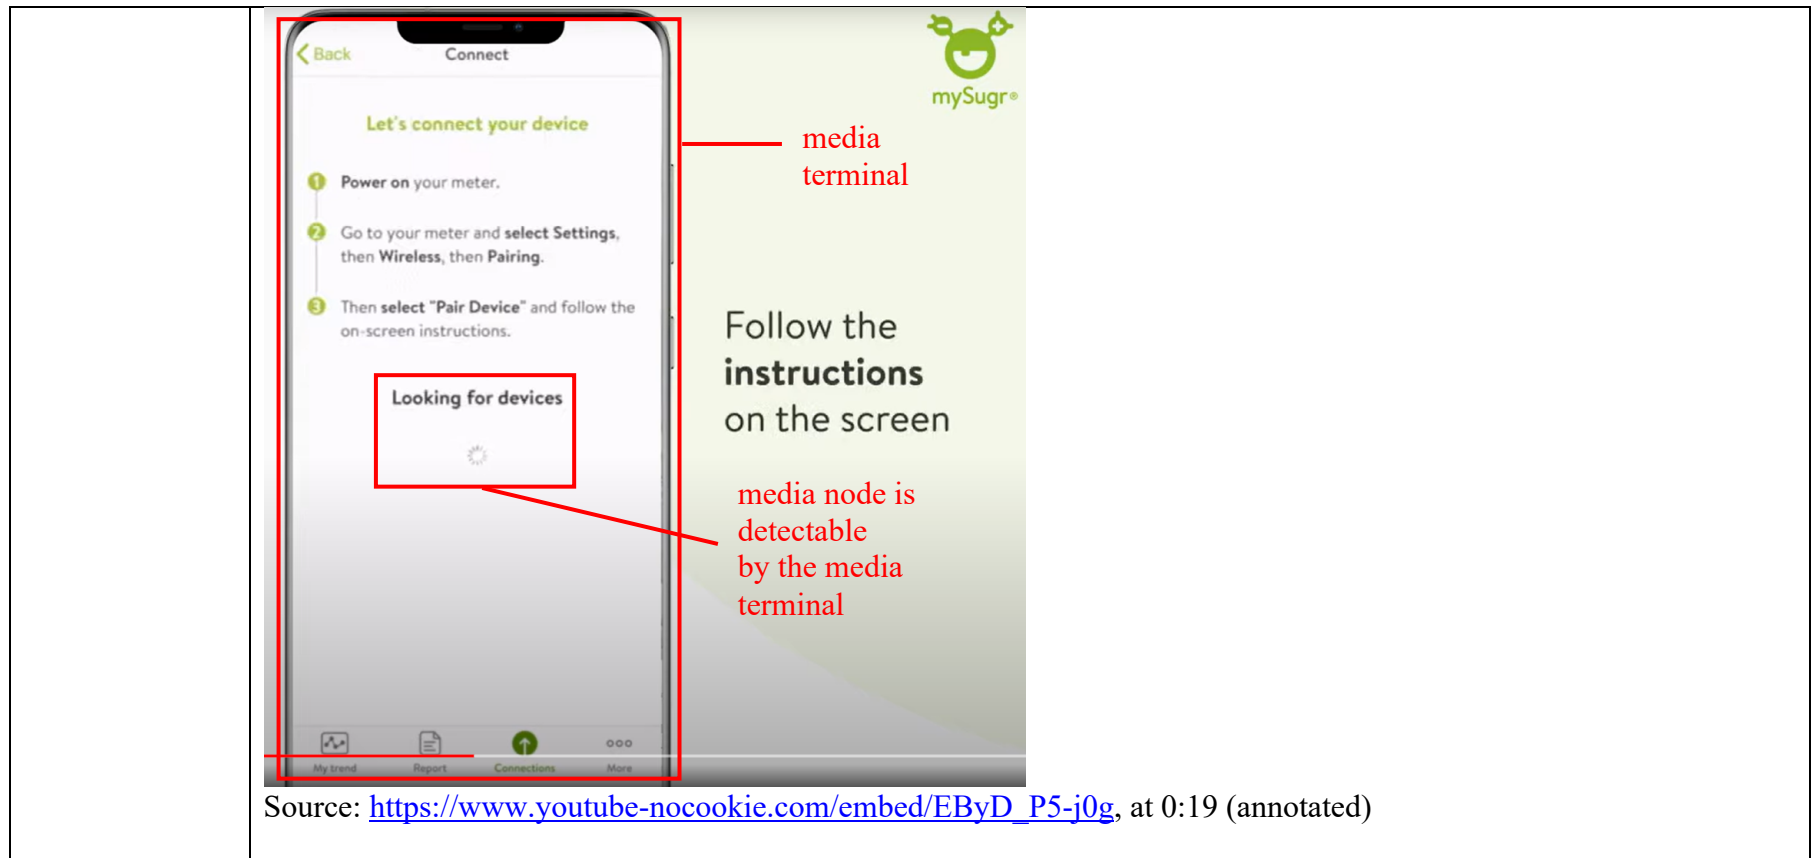 Back
Connect
Let's connect your device
1 Power on your meter.
2 Go to your meter and select Settings,
then Wireless, then Pairing.
3 Then select "Pair Device" and follow the
on-screen instructions.
Looking for devices
My trend
Report
Connections
More
mySugr®
media
terminal
Follow the
instructions
on the screen
media node is
detectable
by the media
terminal
Source: https://www.youtube-nocookie.com/embed/EByD_P5-j0g, at 0:19 (annotated)